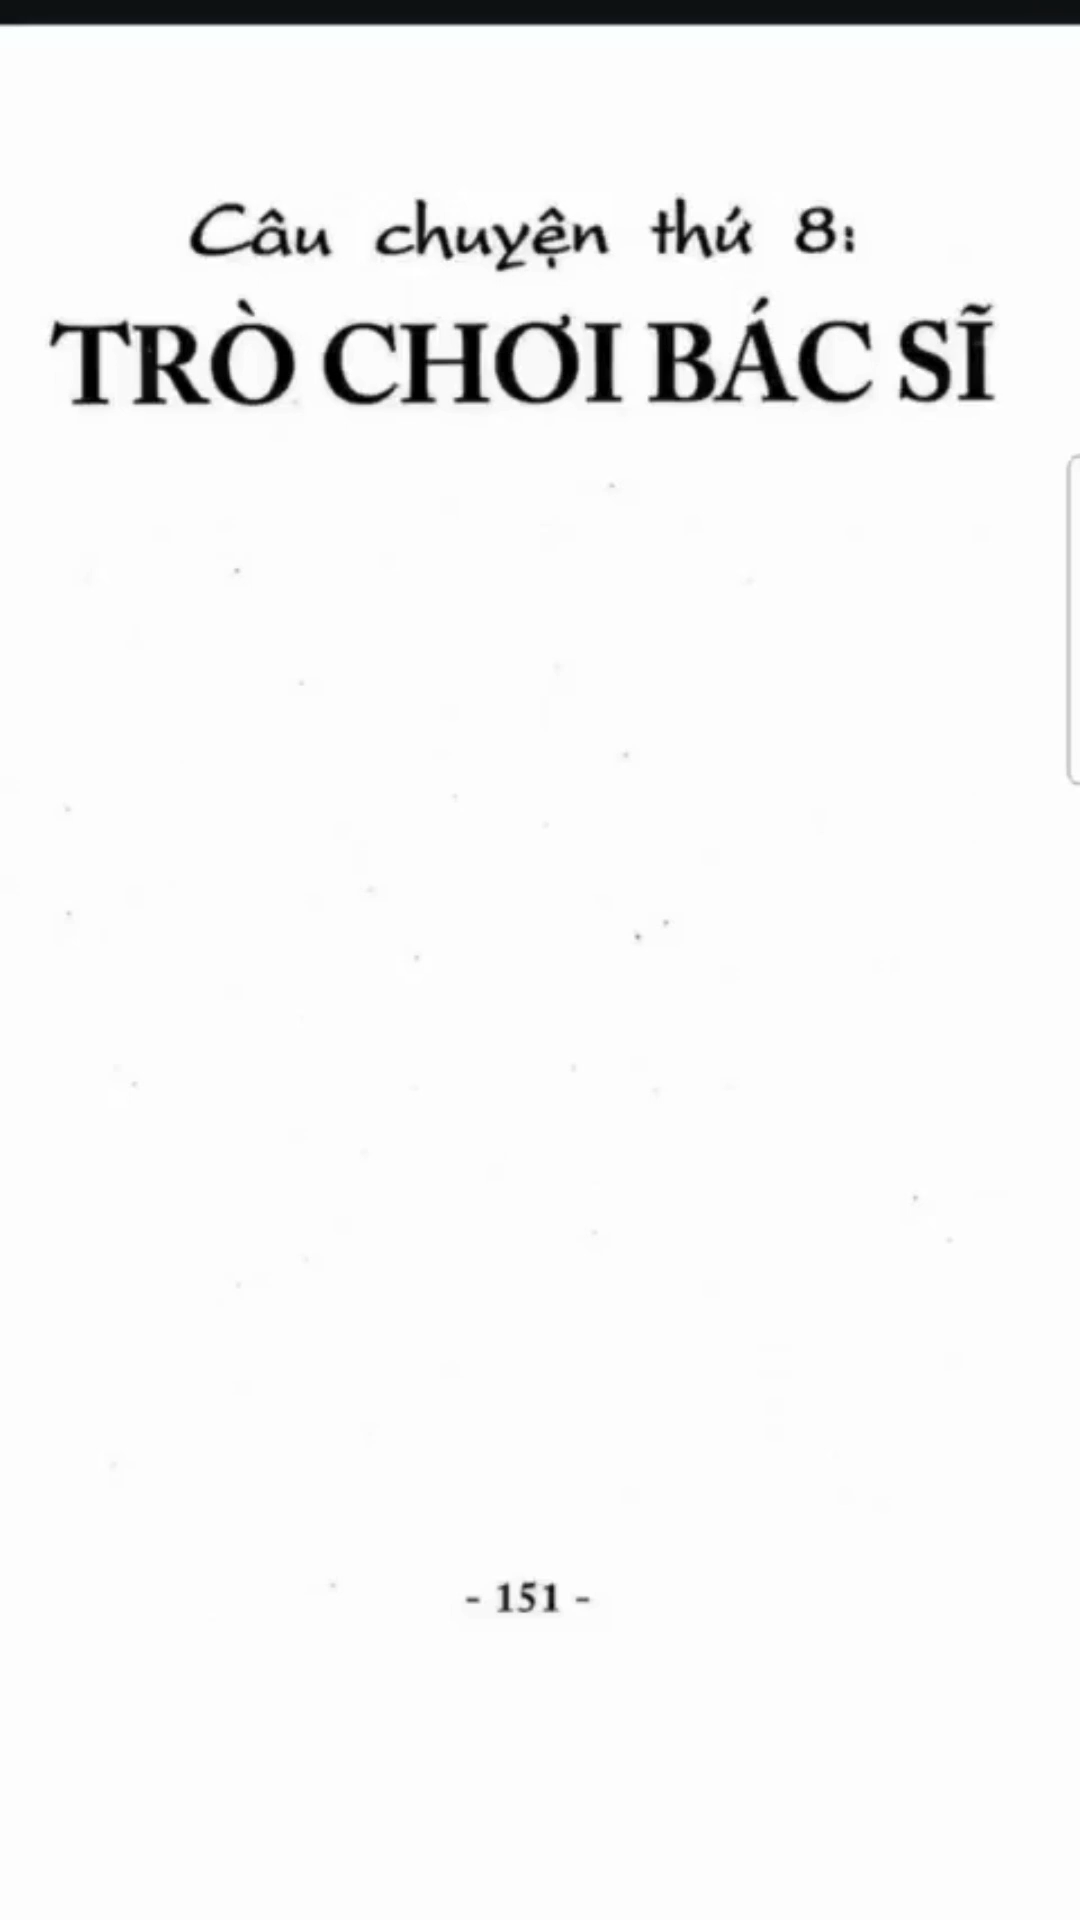 Câu chuyện thứ 8:
TRÒ CHƠI BÁC SĨ
- 151 -